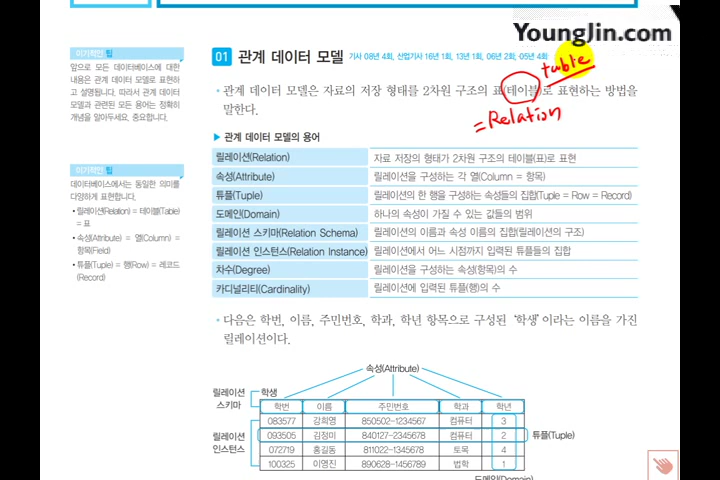 YoungJin.com
01 관계 데이터 모델 기사 08년 4회, 산업기사 16년 1회, 13년 1회, 06년 2회, 05년 4회
table
• 관계 데이터 모델은 자료의 저장 형태를 2차원 구조의 표(테이블)로 표현하는 방법을
말한다.
= Relation
이기적인 팁
앞으로 모든 데이터베이스에 대한
내용은 관계 데이터 모델로 표현하
고 설명됩니다. 따라서 관계 데이터
모델과 관련된 모든 용어는 정확히
개념을 알아두세요. 중요합니다.
▶ 관계 데이터 모델의 용어
릴레이션(Relation) 자료 저장의 형태가 2차원 구조의 테이블(표)로 표현
속성(Attribute) 릴레이션을 구성하는 각 열(Column = 항목)
튜플(Tuple) 릴레이션의 한 행을 구성하는 속성들의 집합(Tuple = Row = Record)
도메인(Domain) 하나의 속성이 가질 수 있는 값들의 범위
릴레이션 스키마(Relation Schema) 릴레이션의 이름과 속성 이름의 집합(릴레이션의 구조)
릴레이션 인스턴스(Relation Instance) 릴레이션에서 어느 시점까지 입력된 튜플들의 집합
차수(Degree) 릴레이션을 구성하는 속성(항목)의 수
카디널리티(Cardinality) 릴레이션에 입력된 튜플(행)의 수
이기적인 팁
데이터베이스에서는 동일한 의미를
다양하게 표현합니다.
• 릴레이션(Relation) = 테이블(Table)
= 표
• 속성(Attribute) = 열(Column) =
항목(Field)
• 튜플(Tuple) = 행(Row) = 레코드
(Record)
• 다음은 학번, 이름, 주민번호, 학과, 학년 항목으로 구성된 ‘학생’이라는 이름을 가진
릴레이션이다.
속성(Attribute)
릴레이션
스키마
학생
학번 이름 주민번호 학과 학년
릴레이션
인스턴스
083577 강희영 850502-1234567 컴퓨터 3
093505 김정미 840127-2345678 컴퓨터 2
072719 홍길동 811022-1345678 토목 4
100325 이영진 890628-1456789 법학 1
튜플(Tuple)
도메인(Domain)